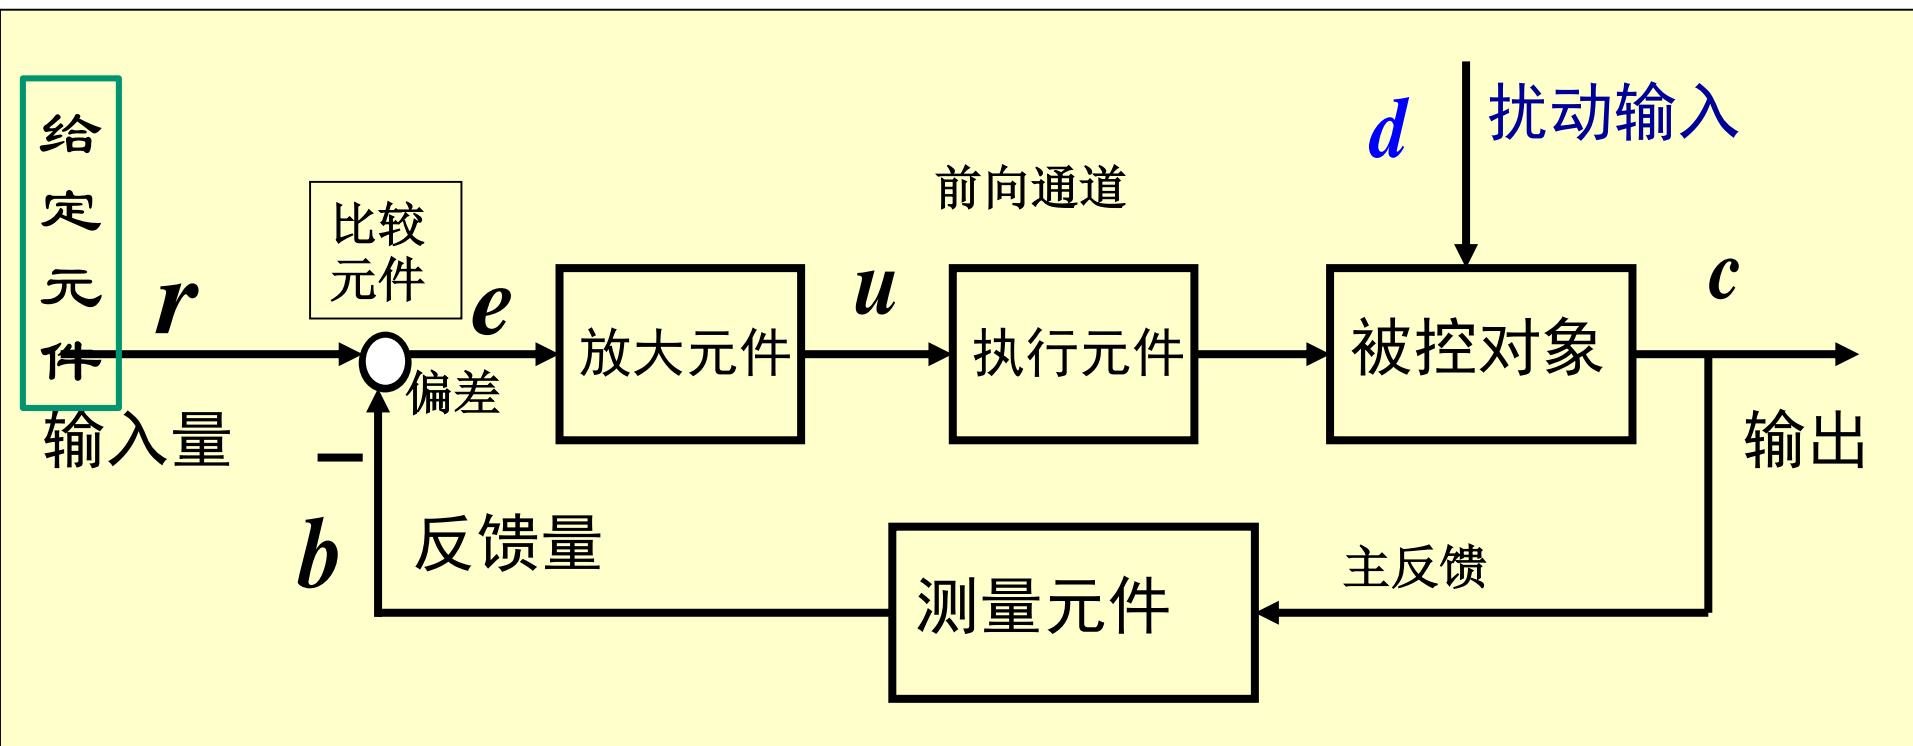 给定元件
r
输入量
比较
元件
e
偏差
放大元件
u
前向通道
执行元件
d
扰动输入
被控对象
c
输出
−
b
反馈量
测量元件
主反馈